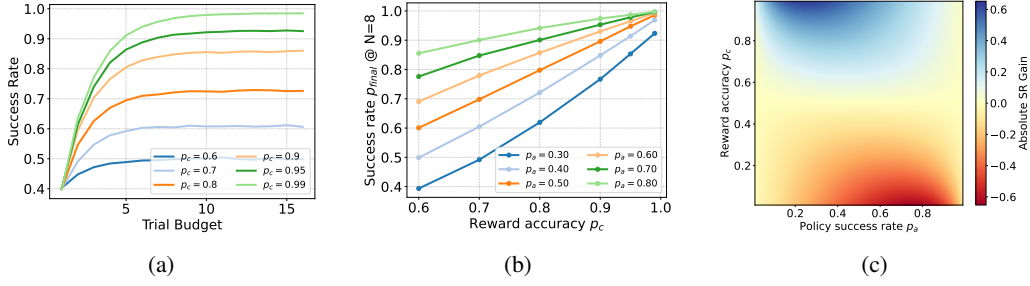 1.0
0.9
0.8
0.7
0.6
0.5
0.4
Success Rate
5
10
15
Trial Budget
p_c = 0.6
p_c = 0.7
p_c = 0.8
p_c = 0.9
p_c = 0.95
p_c = 0.99
(a)
1.0
0.9
0.8
0.7
0.6
0.5
0.4
Success rate p_final @ N=8
0.6
0.7
0.8
0.9
1.0
Reward accuracy p_c
p_a = 0.30
p_a = 0.40
p_a = 0.50
p_a = 0.60
p_a = 0.70
p_a = 0.80
(b)
0.8
0.6
0.4
0.2
Reward accuracy p_c
0.2
0.4
0.6
0.8
Policy success rate p_a
0.6
0.4
0.2
0.0
−0.2
−0.4
−0.6
Absolute SR Gain
(c)